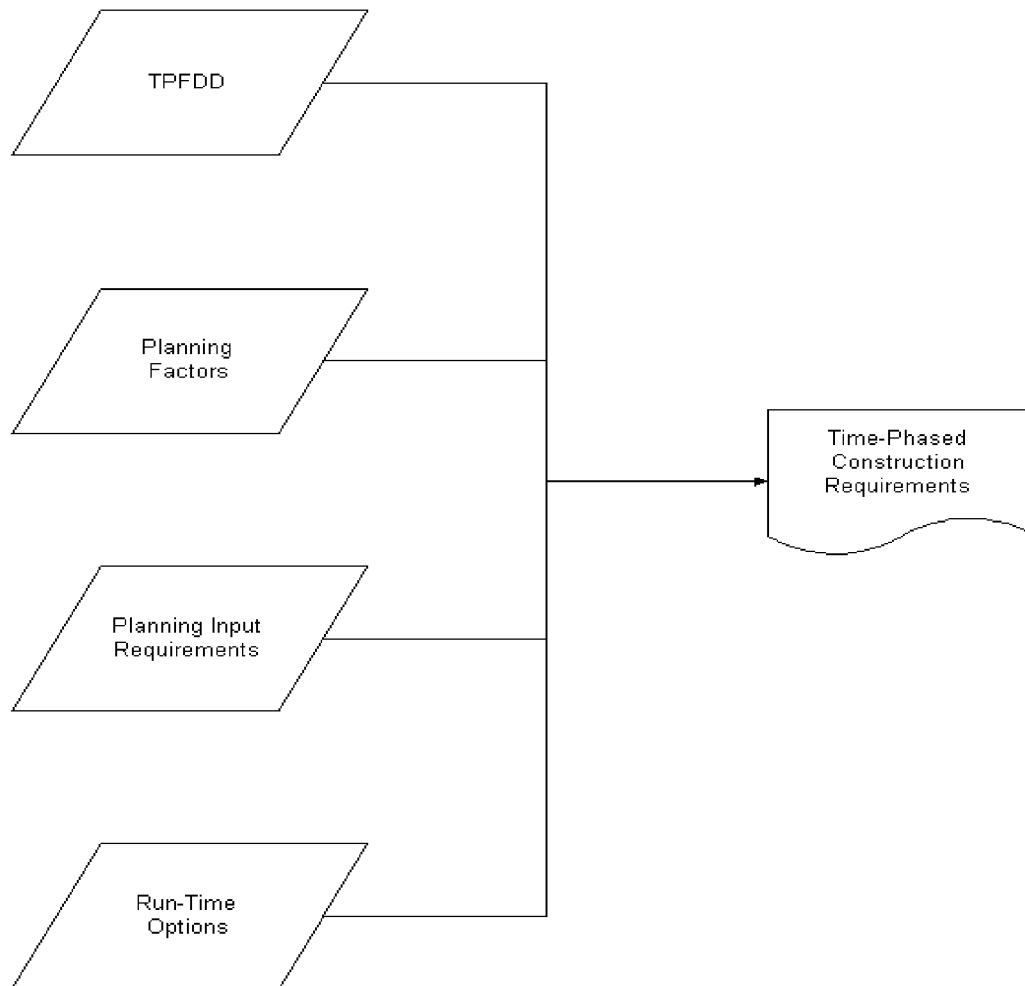 TPFDD
Planning
Factors
Time-Phased
Construction
Requirements
Planning Input
Requirements
Run-Time
Options